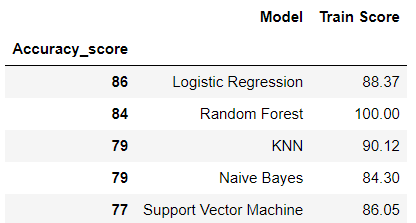 Model Train Score
Accuracy_score
86 Logistic Regression 88.37
84 Random Forest 100.00
79 KNN 90.12
79 Naive Bayes 84.30
77 Support Vector Machine 86.05